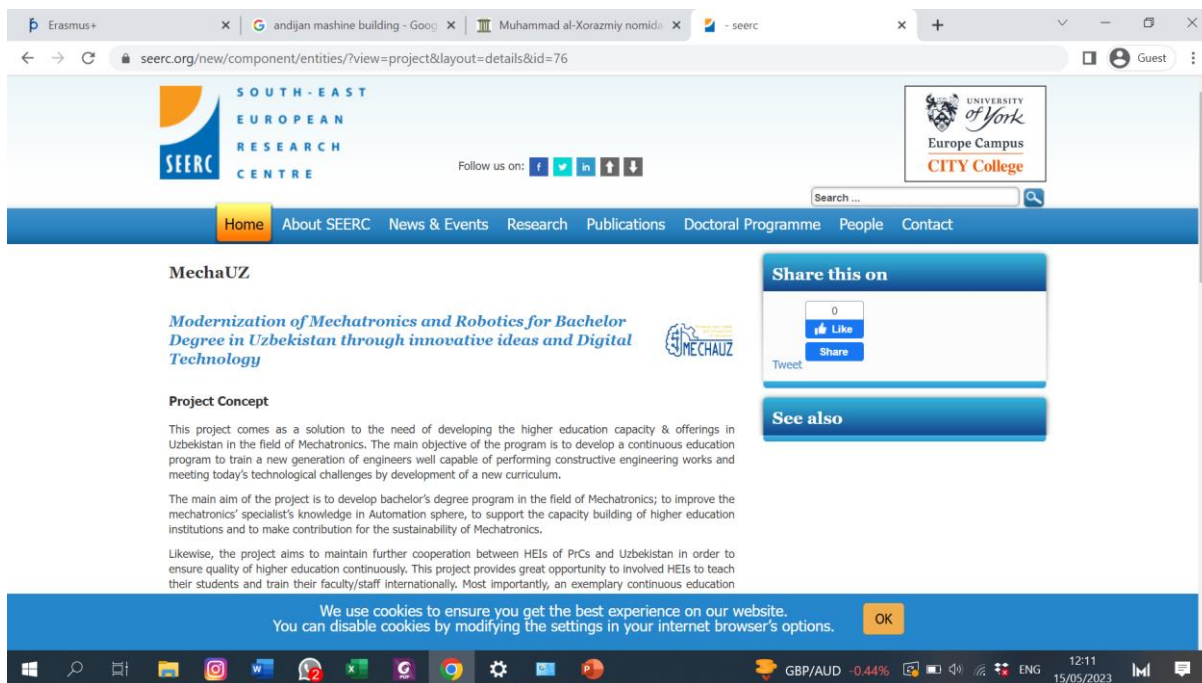 Erasmus+
andijan mashine building - Goog
Muhammad al-Xorazmiy nomida
- seerc
seerc.org/new/component/entities/?view=project&layout=details&id=76
Guest
SOUTH-EAST
EUROPEAN
RESEARCH
CENTRE
SEERC
Follow us on:
UNIVERSITY
of York
Europe Campus
CITY College
Search ...
Home About SEERC News & Events Research Publications Doctoral Programme People Contact
MechaUZ
Modernization of Mechatronics and Robotics for Bachelor
Degree in Uzbekistan through innovative ideas and Digital
Technology
MECHAUZ
Project Concept
This project comes as a solution to the need of developing the higher education capacity & offerings in
Uzbekistan in the field of Mechatronics. The main objective of the program is to develop a continuous education
program to train a new generation of engineers well capable of performing constructive engineering works and
meeting today's technological challenges by development of a new curriculum.
The main aim of the project is to develop bachelor's degree program in the field of Mechatronics; to improve the
mechatronics' specialist's knowledge in Automation sphere, to support the capacity building of higher education
institutions and to make contribution for the sustainability of Mechatronics.
Likewise, the project aims to maintain further cooperation between HEIs of PrCs and Uzbekistan in order to
ensure quality of higher education continuously. This project provides great opportunity to involved HEIs to teach
their students and train their faculty/staff internationally. Most importantly, an exemplary continuous education
Share this on
0
Like
Share
Tweet
See also
We use cookies to ensure you get the best experience on our website.
You can disable cookies by modifying the settings in your internet browser's options.
OK
GBP/AUD -0.44%
ENG
12:11
15/05/2023